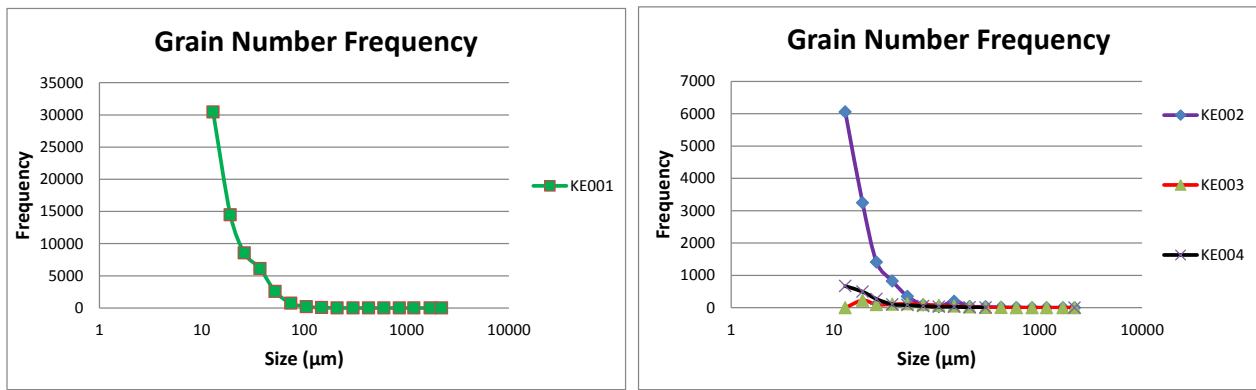 Grain Number Frequency
35000
30000
25000
20000
15000
10000
5000
0
1 10 100 1000 10000
Frequency
Size (µm)
KE001
Grain Number Frequency
7000
6000
5000
4000
3000
2000
1000
0
1 10 100 1000 10000
Frequency
Size (µm)
KE002
KE003
KE004